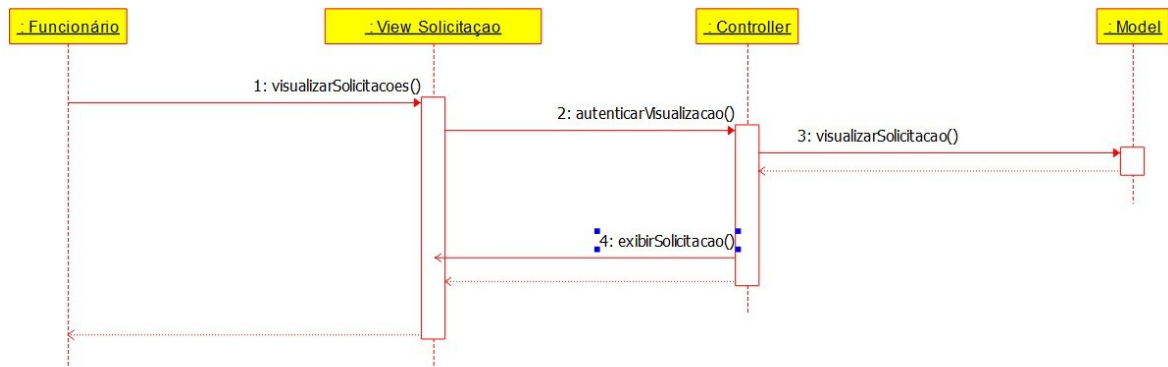 : Funcionário
: View Solicitaçao
: Controller
: Model
1: visualizarSolicitacoes()
2: autenticarVisualizacao()
3: visualizarSolicitacao()
4: exibirSolicitacao()